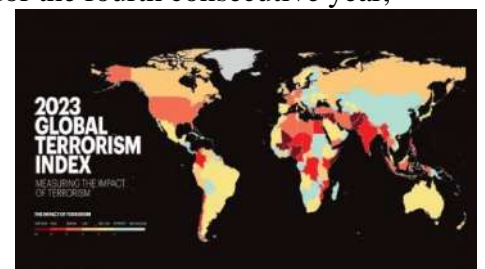 for the fourth consecutive year,
2023
GLOBAL
TERRORISM
INDEX
MEASURING THE IMPACT
OF TERRORISM
THE IMPACT OF TERRORISM